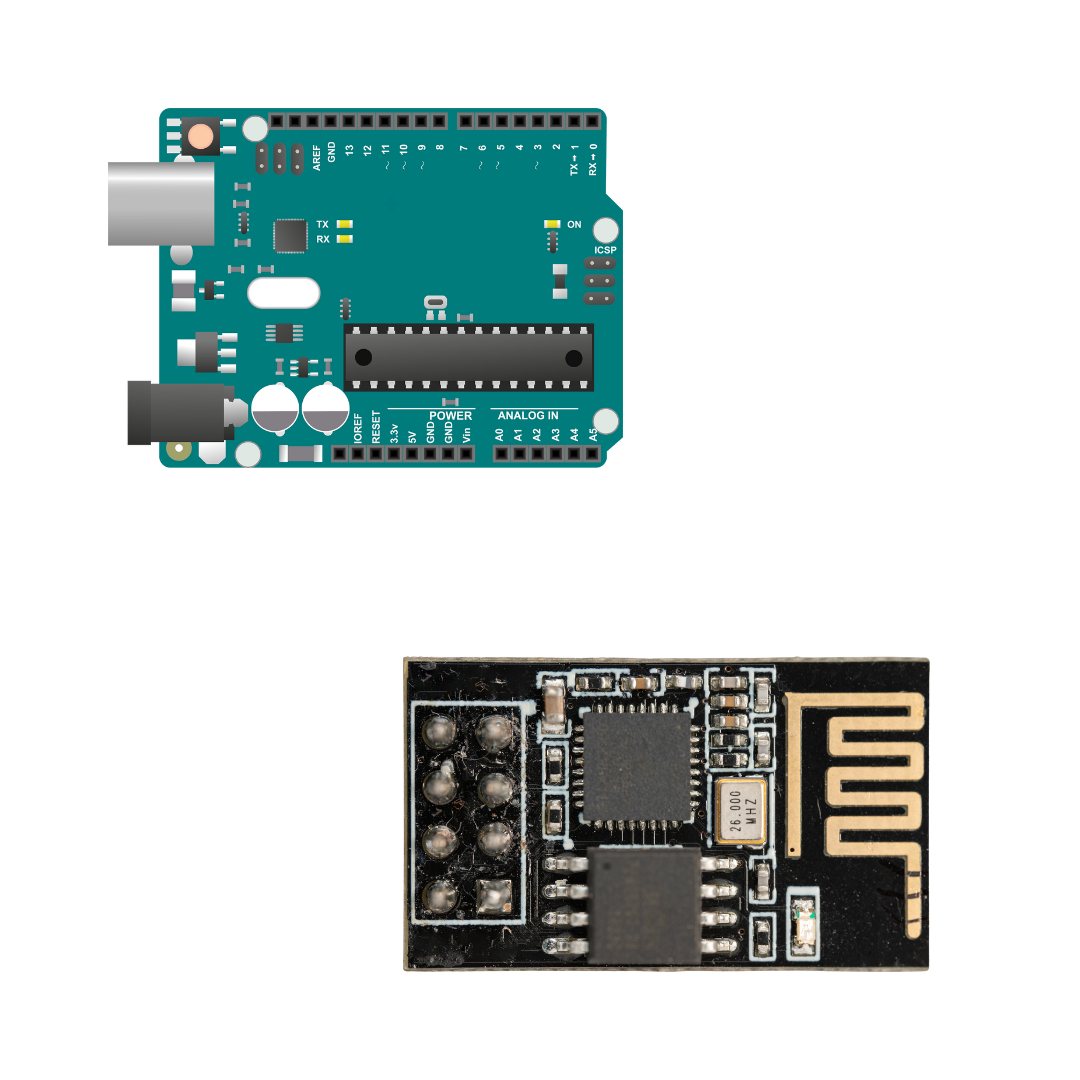 AREF
GND
13
12
~ 11
~ 10
~ 9
8
7
~ 6
~ 5
4
~ 3
2
TX→ 1
RX→ 0
TX
RX
ON
ICSP
POWER
ANALOG IN
IOREF
RESET
3.3v
5V
GND
GND
Vin
A0
A1
A2
A3
A4
A5
26.000
MHZ